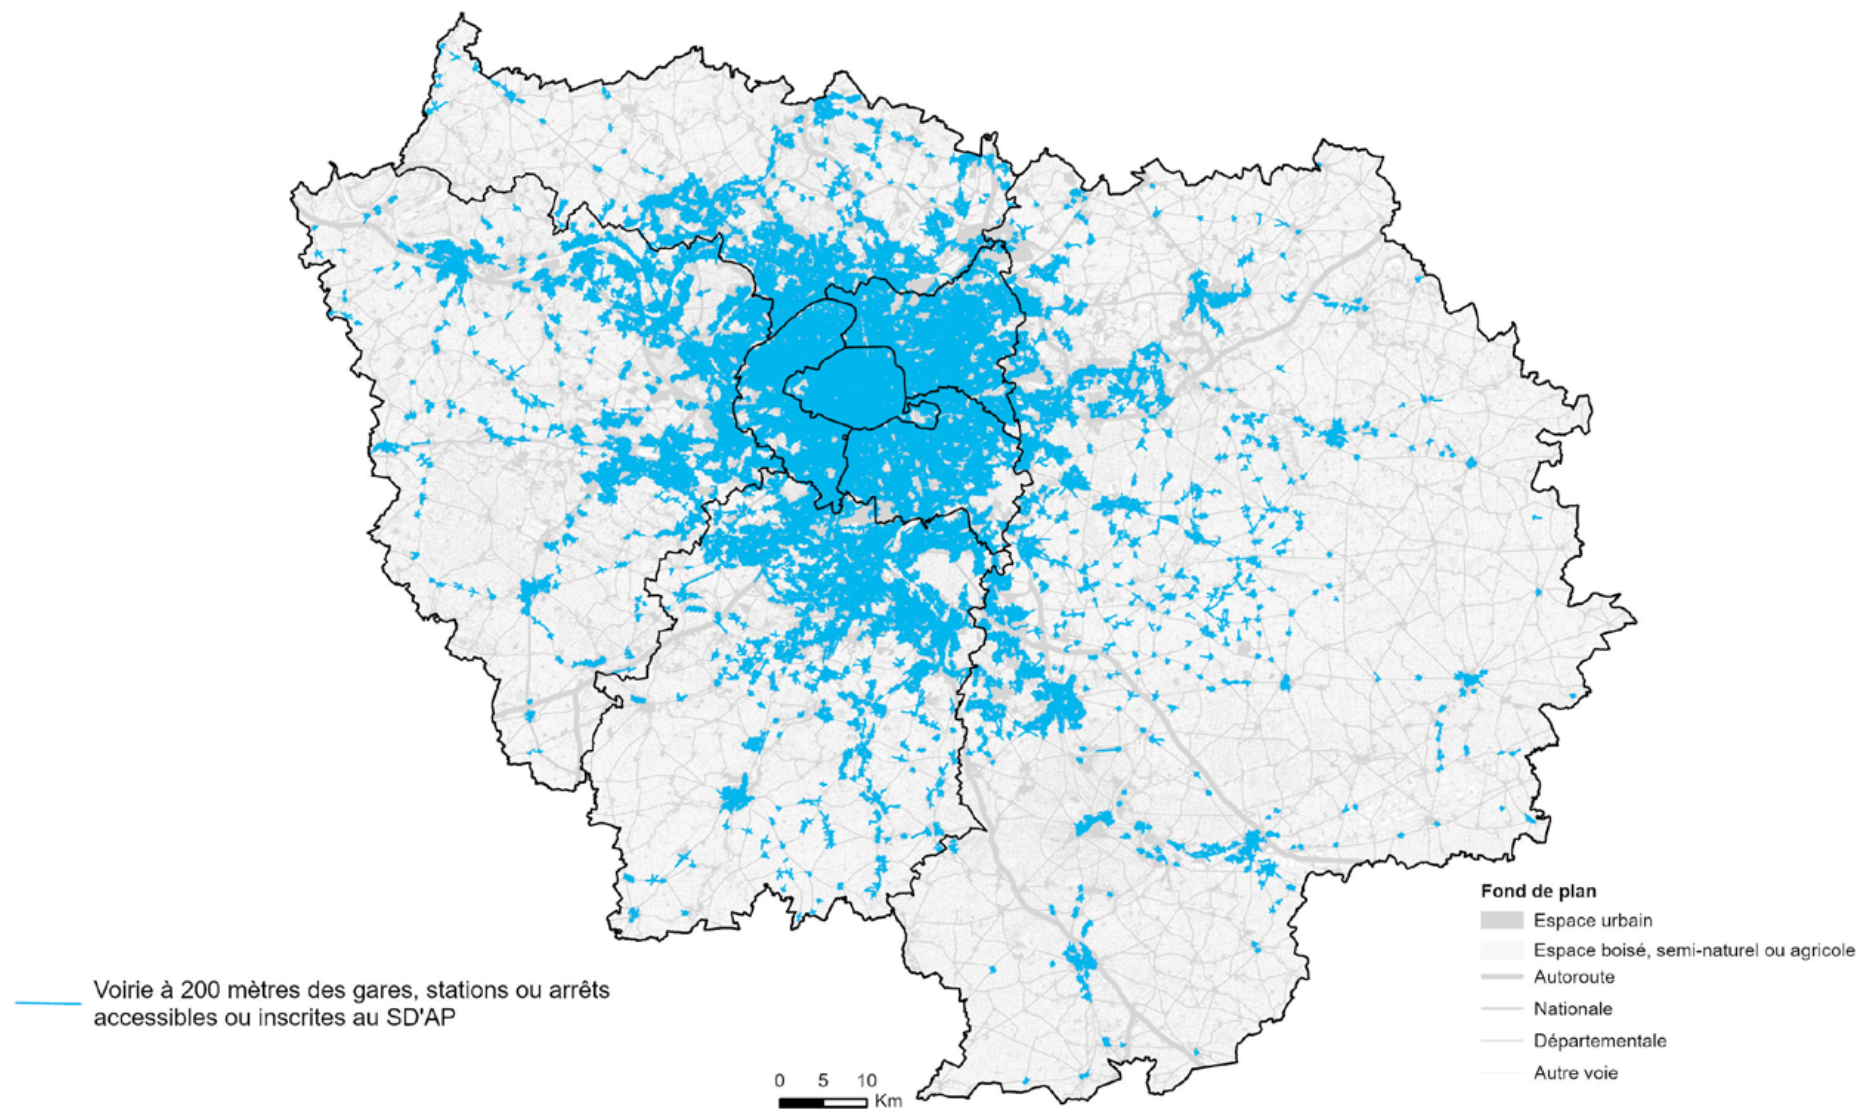 Fond de plan
Espace urbain
Espace boisé, semi-naturel ou agricole
Autoroute
Nationale
Départementale
Autre voie
Voirie à 200 mètres des gares, stations ou arrêts
accessibles ou inscrites au SD'AP
0 5 10
Km